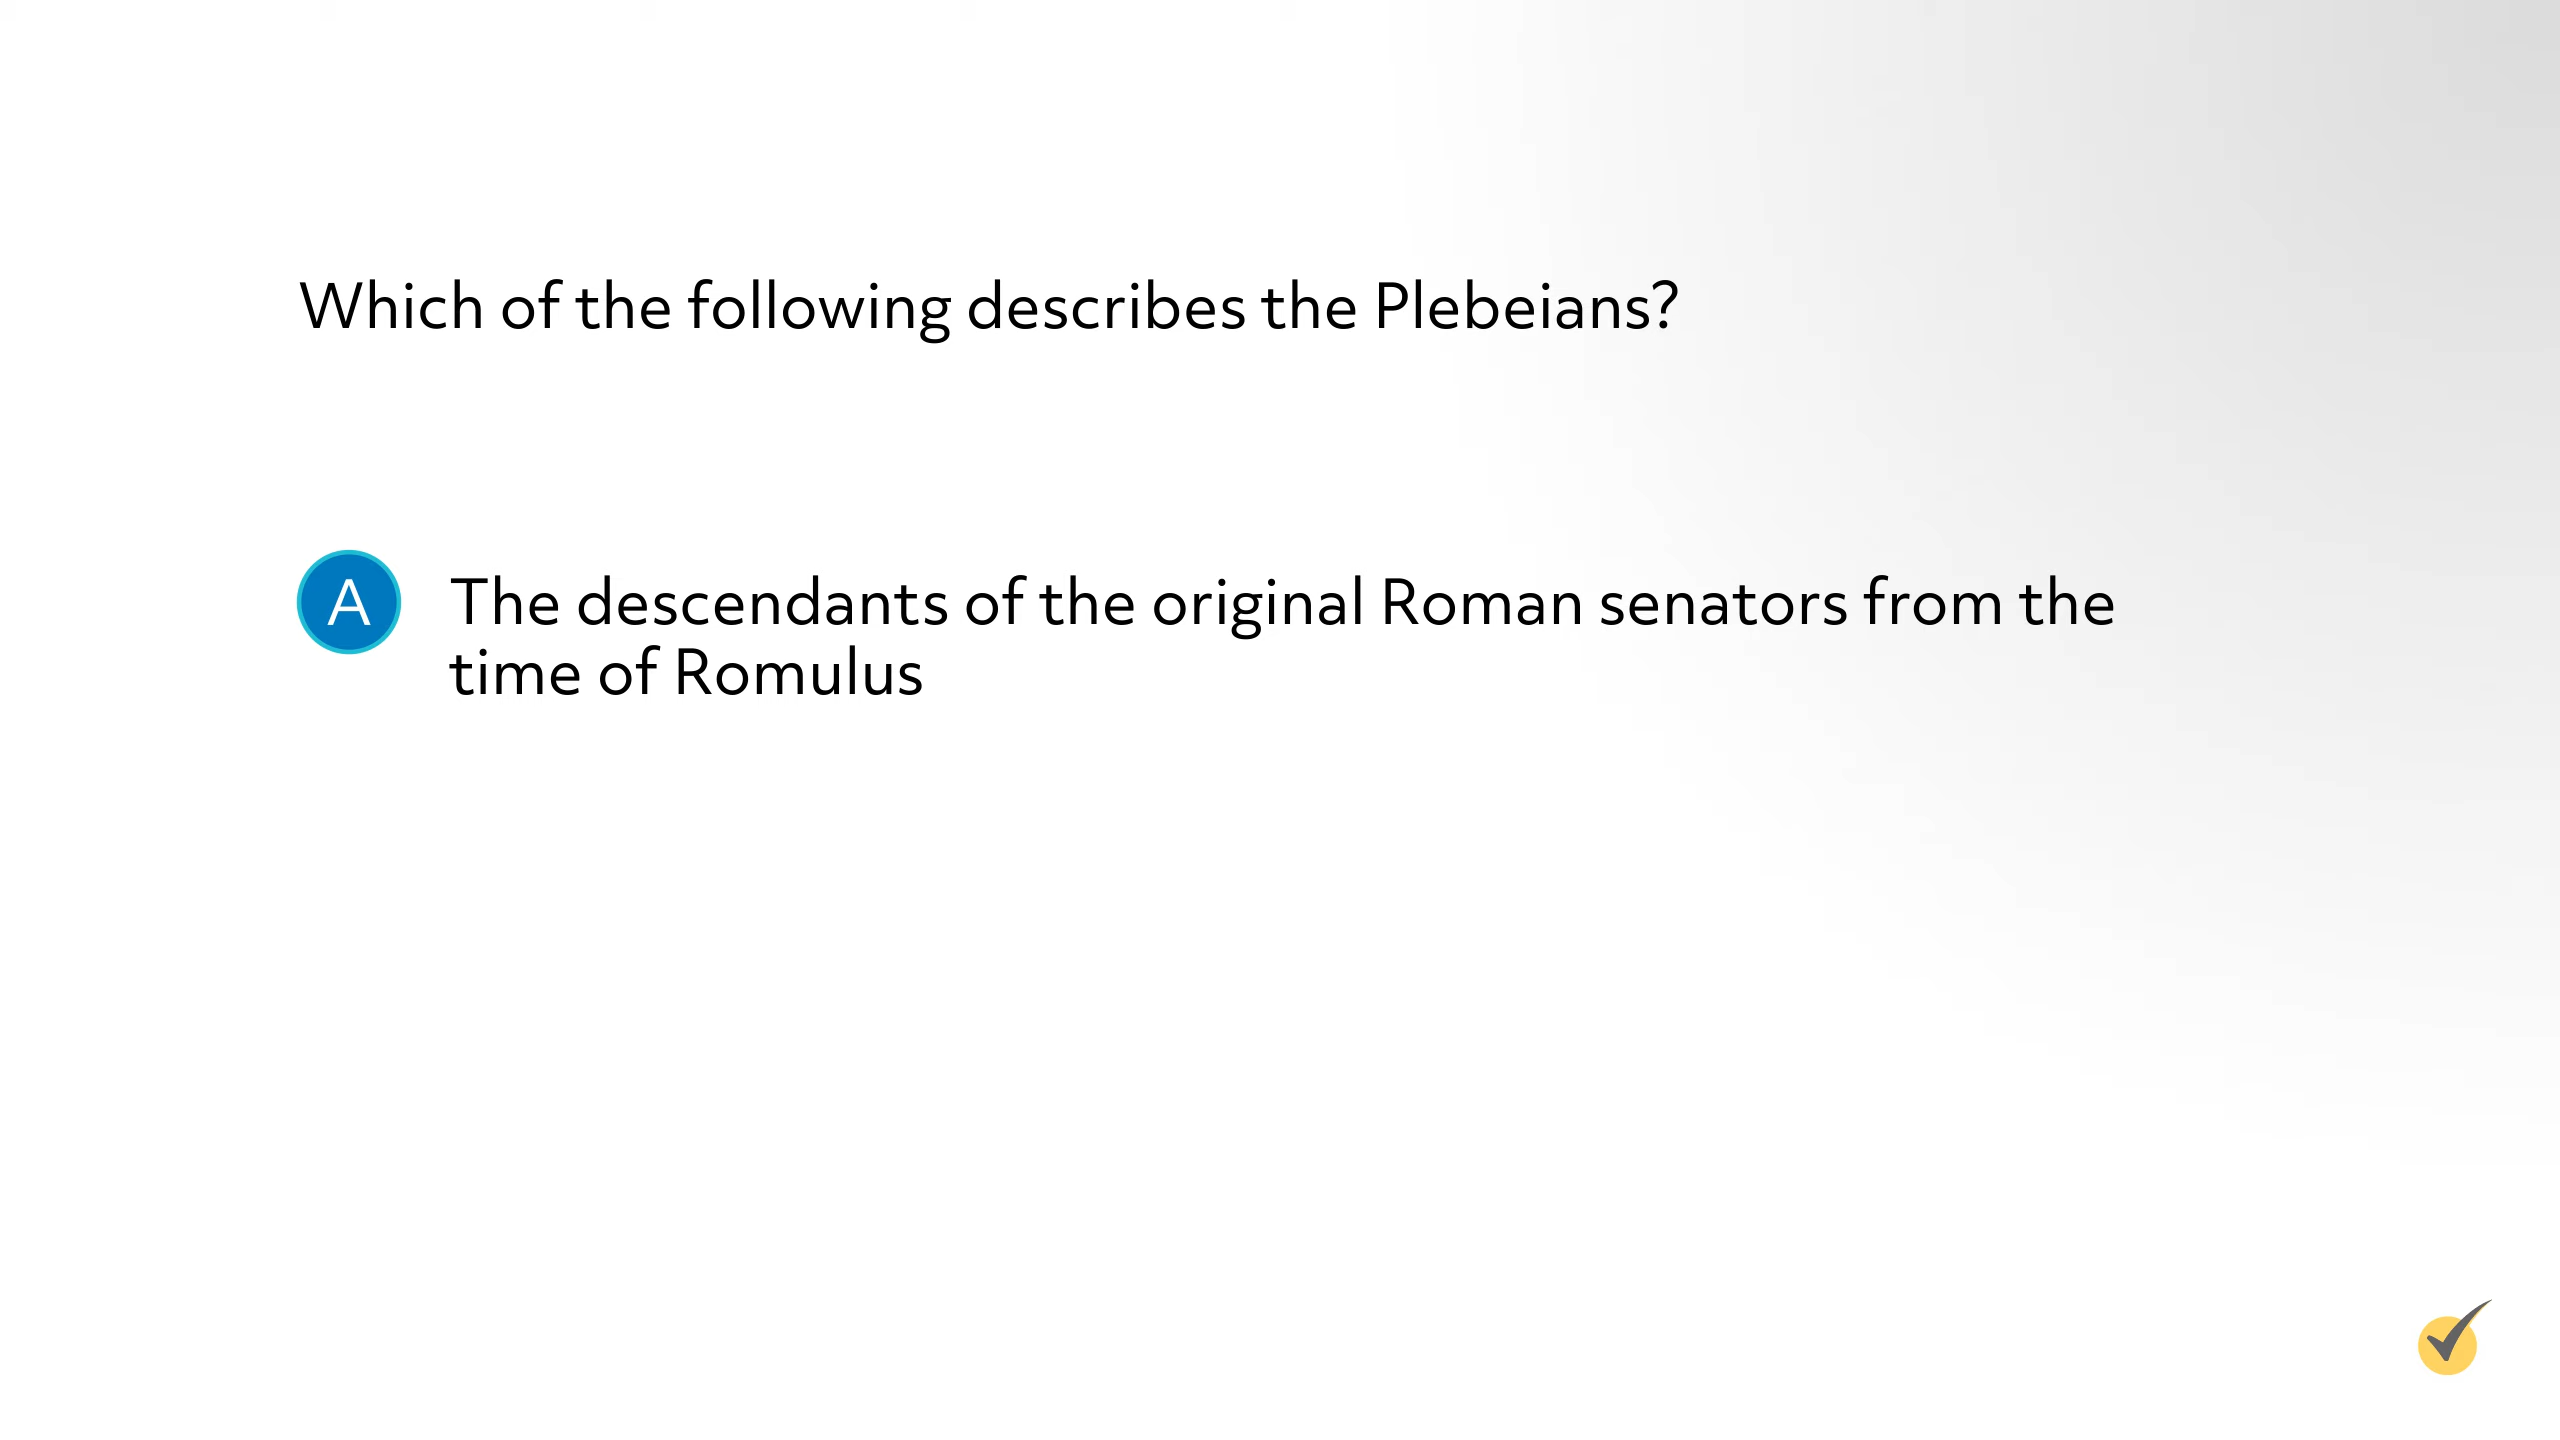 Which of the following describes the Plebeians?
A
The descendants of the original Roman senators from the
time of Romulus